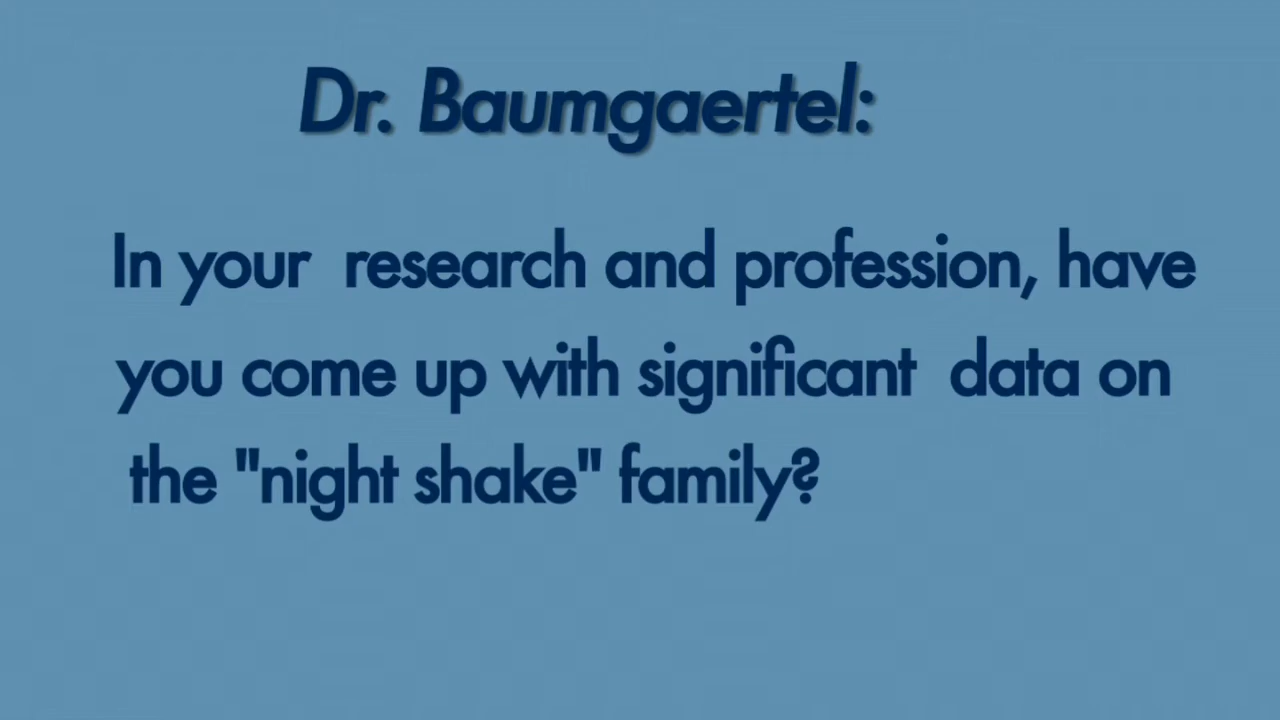 Dr. Baumgaertel:
In your research and profession, have
you come up with significant data on
the "night shake" family?